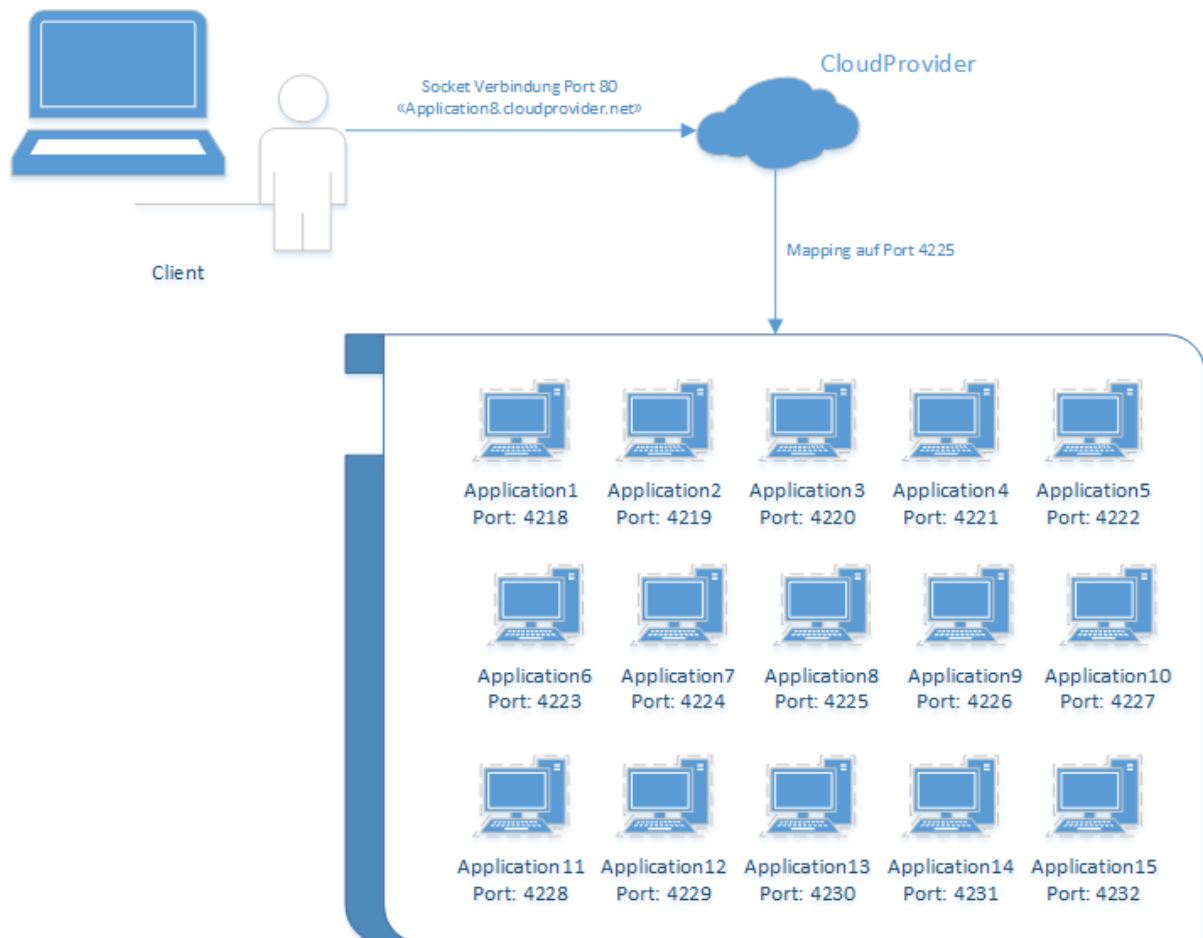 CloudProvider
Socket Verbindung Port 80
«Application8.cloudprovider.net»
Mapping auf Port 4225
Client
Application1
Port: 4218
Application2
Port: 4219
Application3
Port: 4220
Application4
Port: 4221
Application5
Port: 4222
Application6
Port: 4223
Application7
Port: 4224
Application8
Port: 4225
Application9
Port: 4226
Application10
Port: 4227
Application11
Port: 4228
Application12
Port: 4229
Application13
Port: 4230
Application14
Port: 4231
Application15
Port: 4232